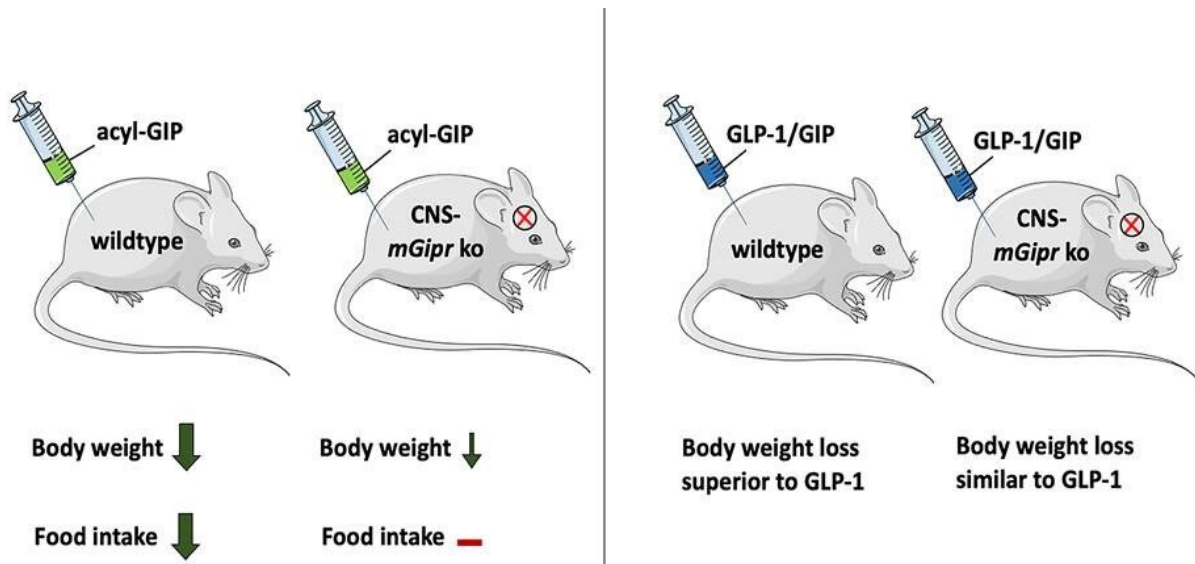 acyl-GIP
wildtype
Body weight
Food intake
acyl-GIP
CNS-
mGipr ko
Body weight
Food intake
GLP-1/GIP
wildtype
Body weight loss
superior to GLP-1
GLP-1/GIP
CNS-
mGipr ko
Body weight loss
similar to GLP-1